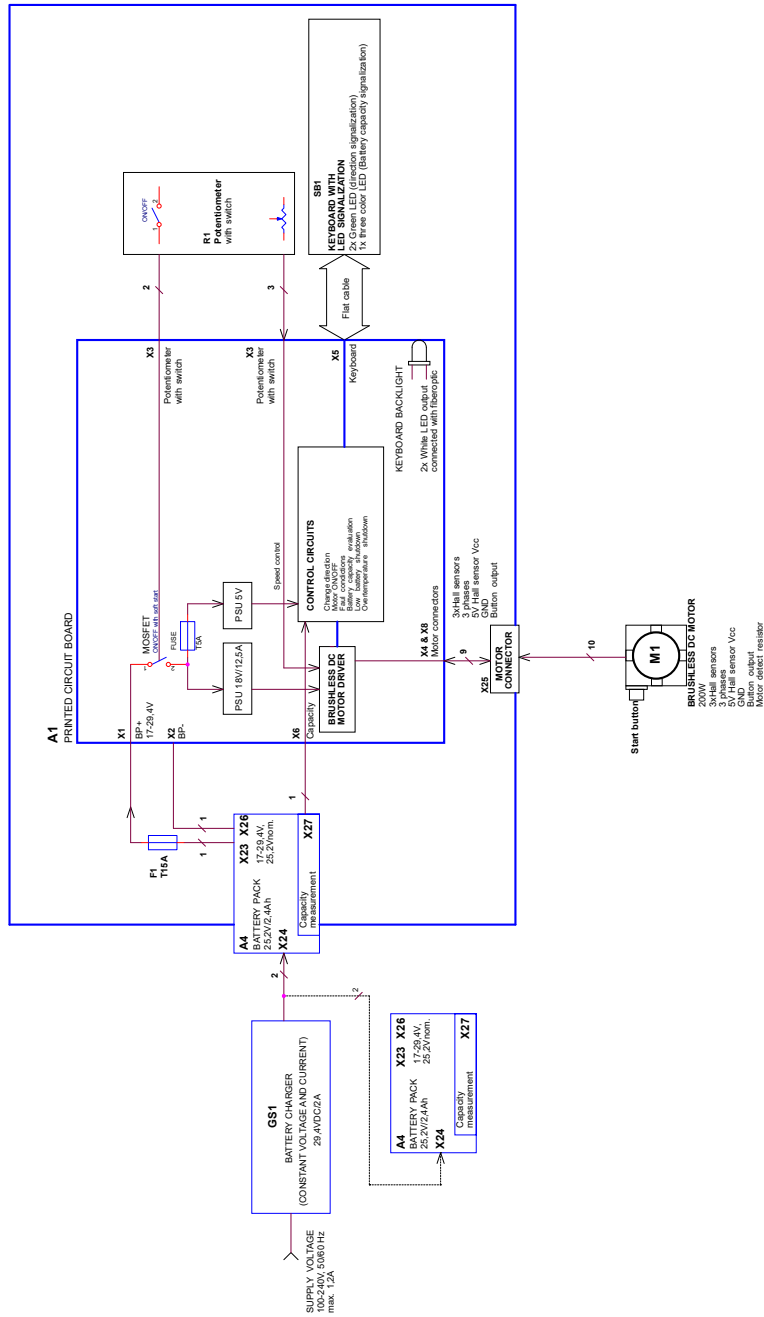 SUPPLY VOLTAGE
100-240V, 50/60 Hz
max. 1,2A
GS1
BATTERY CHARGER
(CONSTANT VOLTAGE AND CURRENT)
29,4VDC/2A
2
2
A4
BATTERY PACK
25,2V/2,4Ah
X24
X23 X26
17-29,4V,
25,2Vnom.
Capacity
measurement
X27
A4
BATTERY PACK
25,2V/2,4Ah
X24
X23 X26
17-29,4V,
25,2Vnom.
Capacity
measurement
X27
F1
T15A
1
1
1
A1
PRINTED CIRCUIT BOARD
X1
BP+
17-29,4V
X2
BP-
X6
Capacity
MOSFET
ON/OFF with soft start
1
2
FUSE
T5A
PSU 18V/12,5A
PSU 5V
Speed control
BRUSHLESS DC
MOTOR DRIVER
CONTROL CIRCUITS
Change direction
Motor ON/OFF
Faul conditions
Battery capacity evaluation
Low battery shutdown
Overtemperature shutdown
X3
Potentiometer
with switch
X3
Potentiometer
with switch
X5
Keyboard
2
3
ON/OFF
1
2
R1
Potentiometer
with switch
Flat cable
SB1
KEYBOARD WITH
LED SIGNALIZATION
2x Green LED (direction signalization)
1x three color LED (Battery capacity signalization)
KEYBOARD BACKLIGHT
2x White LED output
connected with fiberoptic
X4 & X8
Motor connectors
9
3xHall sensors
3 phases
5V Hall sensor Vcc
GND
Button output
X25
MOTOR
CONNECTOR
10
Start button
M1
BRUSHLESS DC MOTOR
200W
3xHall sensors
3 phases
5V Hall sensor Vcc
GND
Button output
Motor detect resistor